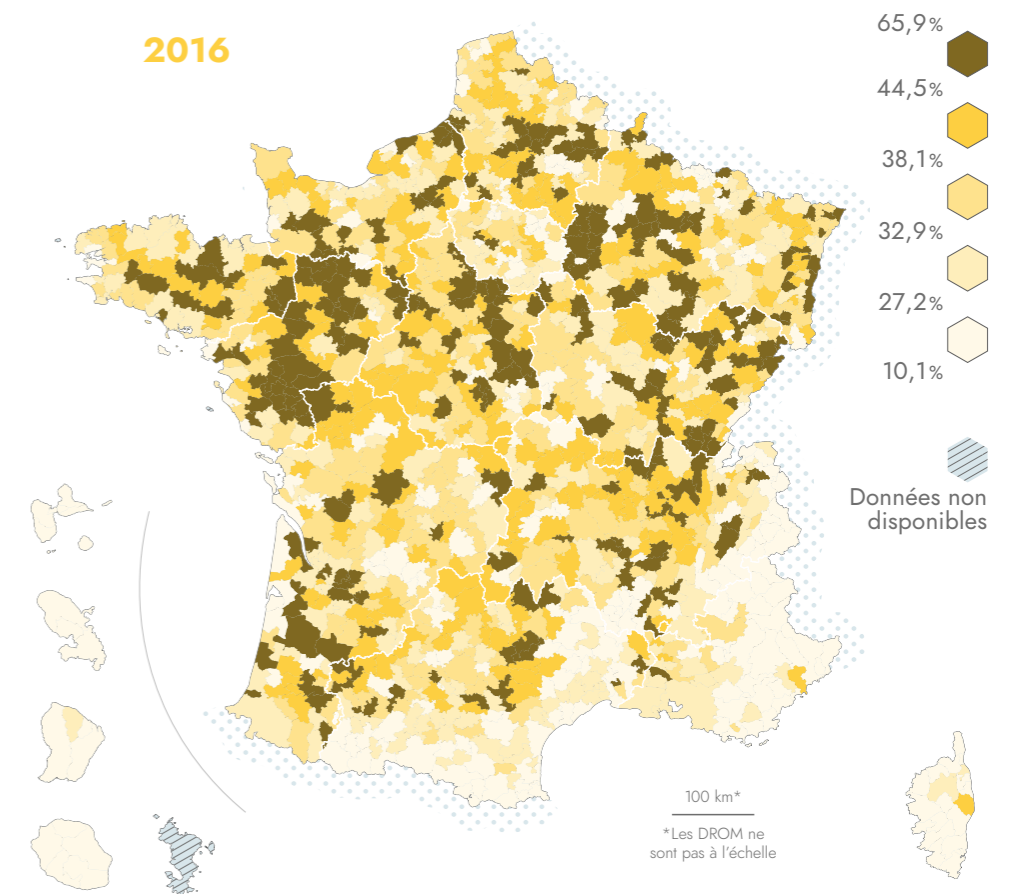 2016
65,9%
44,5%
38,1%
32,9%
27,2%
10,1%
Données non
disponibles
100 km*
*Les DROM ne
sont pas à l'échelle